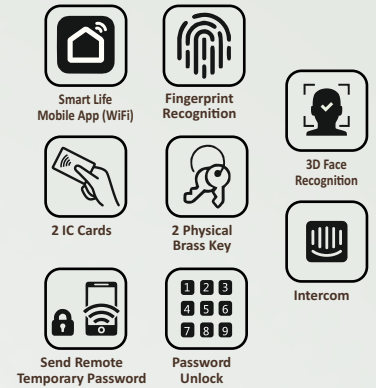 Smart Life
Mobile App (WiFi)
Fingerprint
Recognition
3D Face
Recognition
2 IC Cards
2 Physical
Brass Key
Intercom
1 2 3
4 5 6
7 8 9
Send Remote
Temporary Password
Password
Unlock